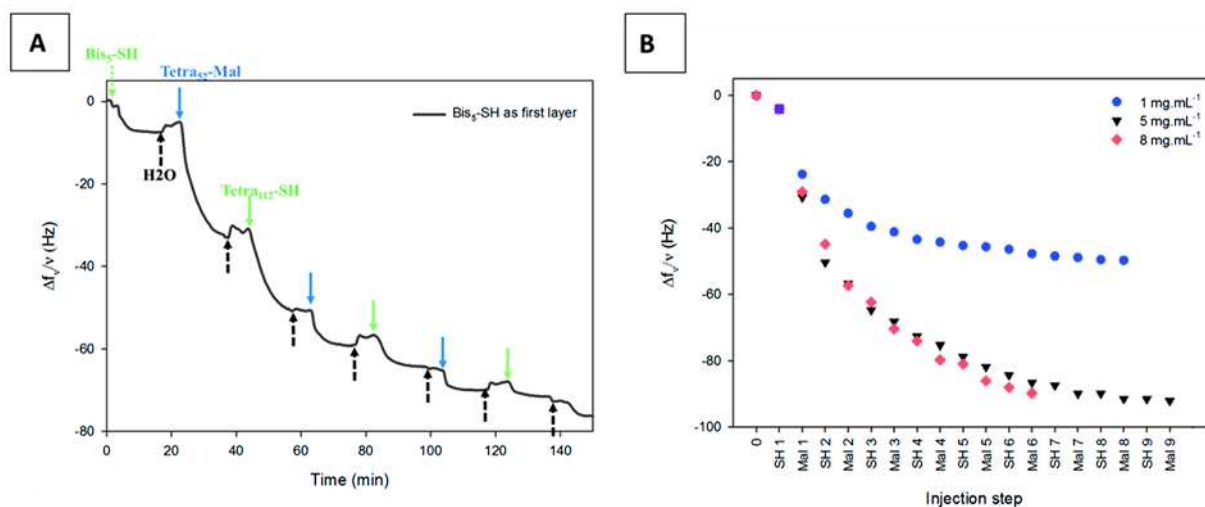 A
Bis₅-SH
Tetra₅₂-Mal
Bis₅-SH as first layer
H2O
Tetra₁₁₂-SH
0
-20
-40
-60
-80
Δfᵥ/ν (Hz)
0 20 40 60 80 100 120 140
Time (min)
B
1 mg.mL⁻¹
5 mg.mL⁻¹
8 mg.mL⁻¹
0
-20
-40
-60
-80
-100
Δfᵥ/ν (Hz)
0
SH 1
Mal 1
SH 2
Mal 2
SH 3
Mal 3
SH 4
Mal 4
SH 5
Mal 5
SH 6
Mal 6
SH 7
Mal 7
SH 8
Mal 8
SH 9
Mal 9
Injection step